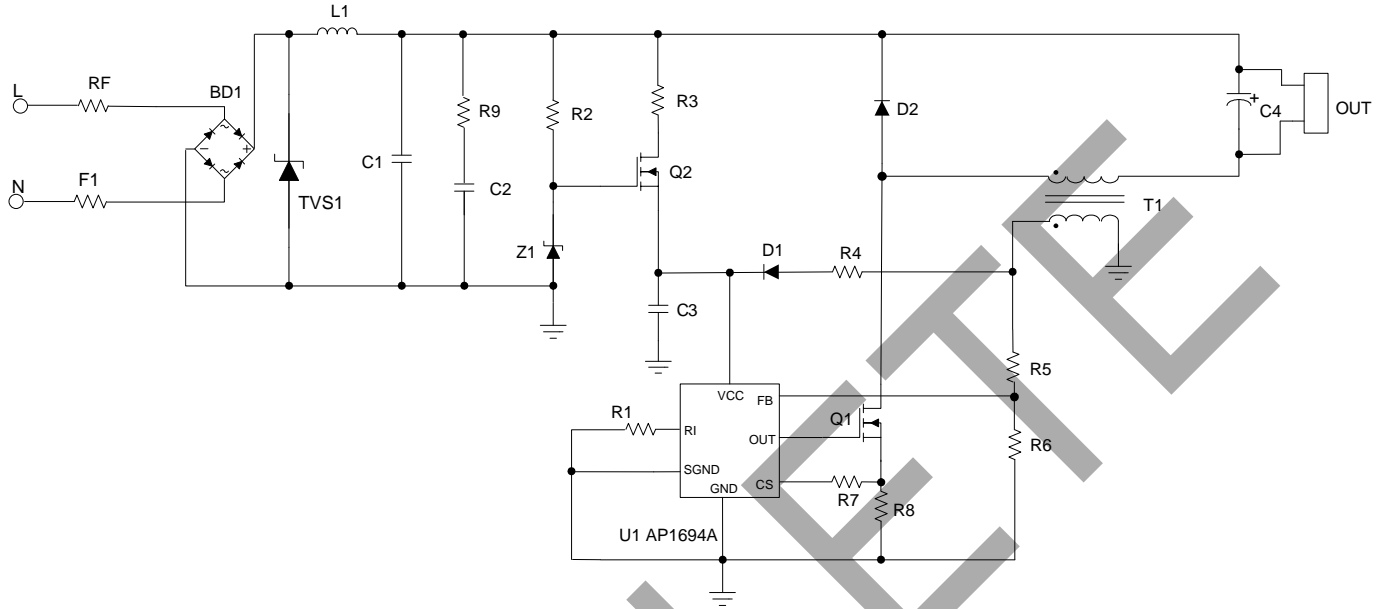 L1
L
RF
BD1
R9
R2
R3
D2
C4
OUT
C1
C2
Q2
N
F1
TVS1
T1
Z1
D1
R4
C3
R5
VCC
FB
R1
RI
OUT
Q1
R6
SGND
GND
CS
R7
R8
U1 AP1694A
ETE